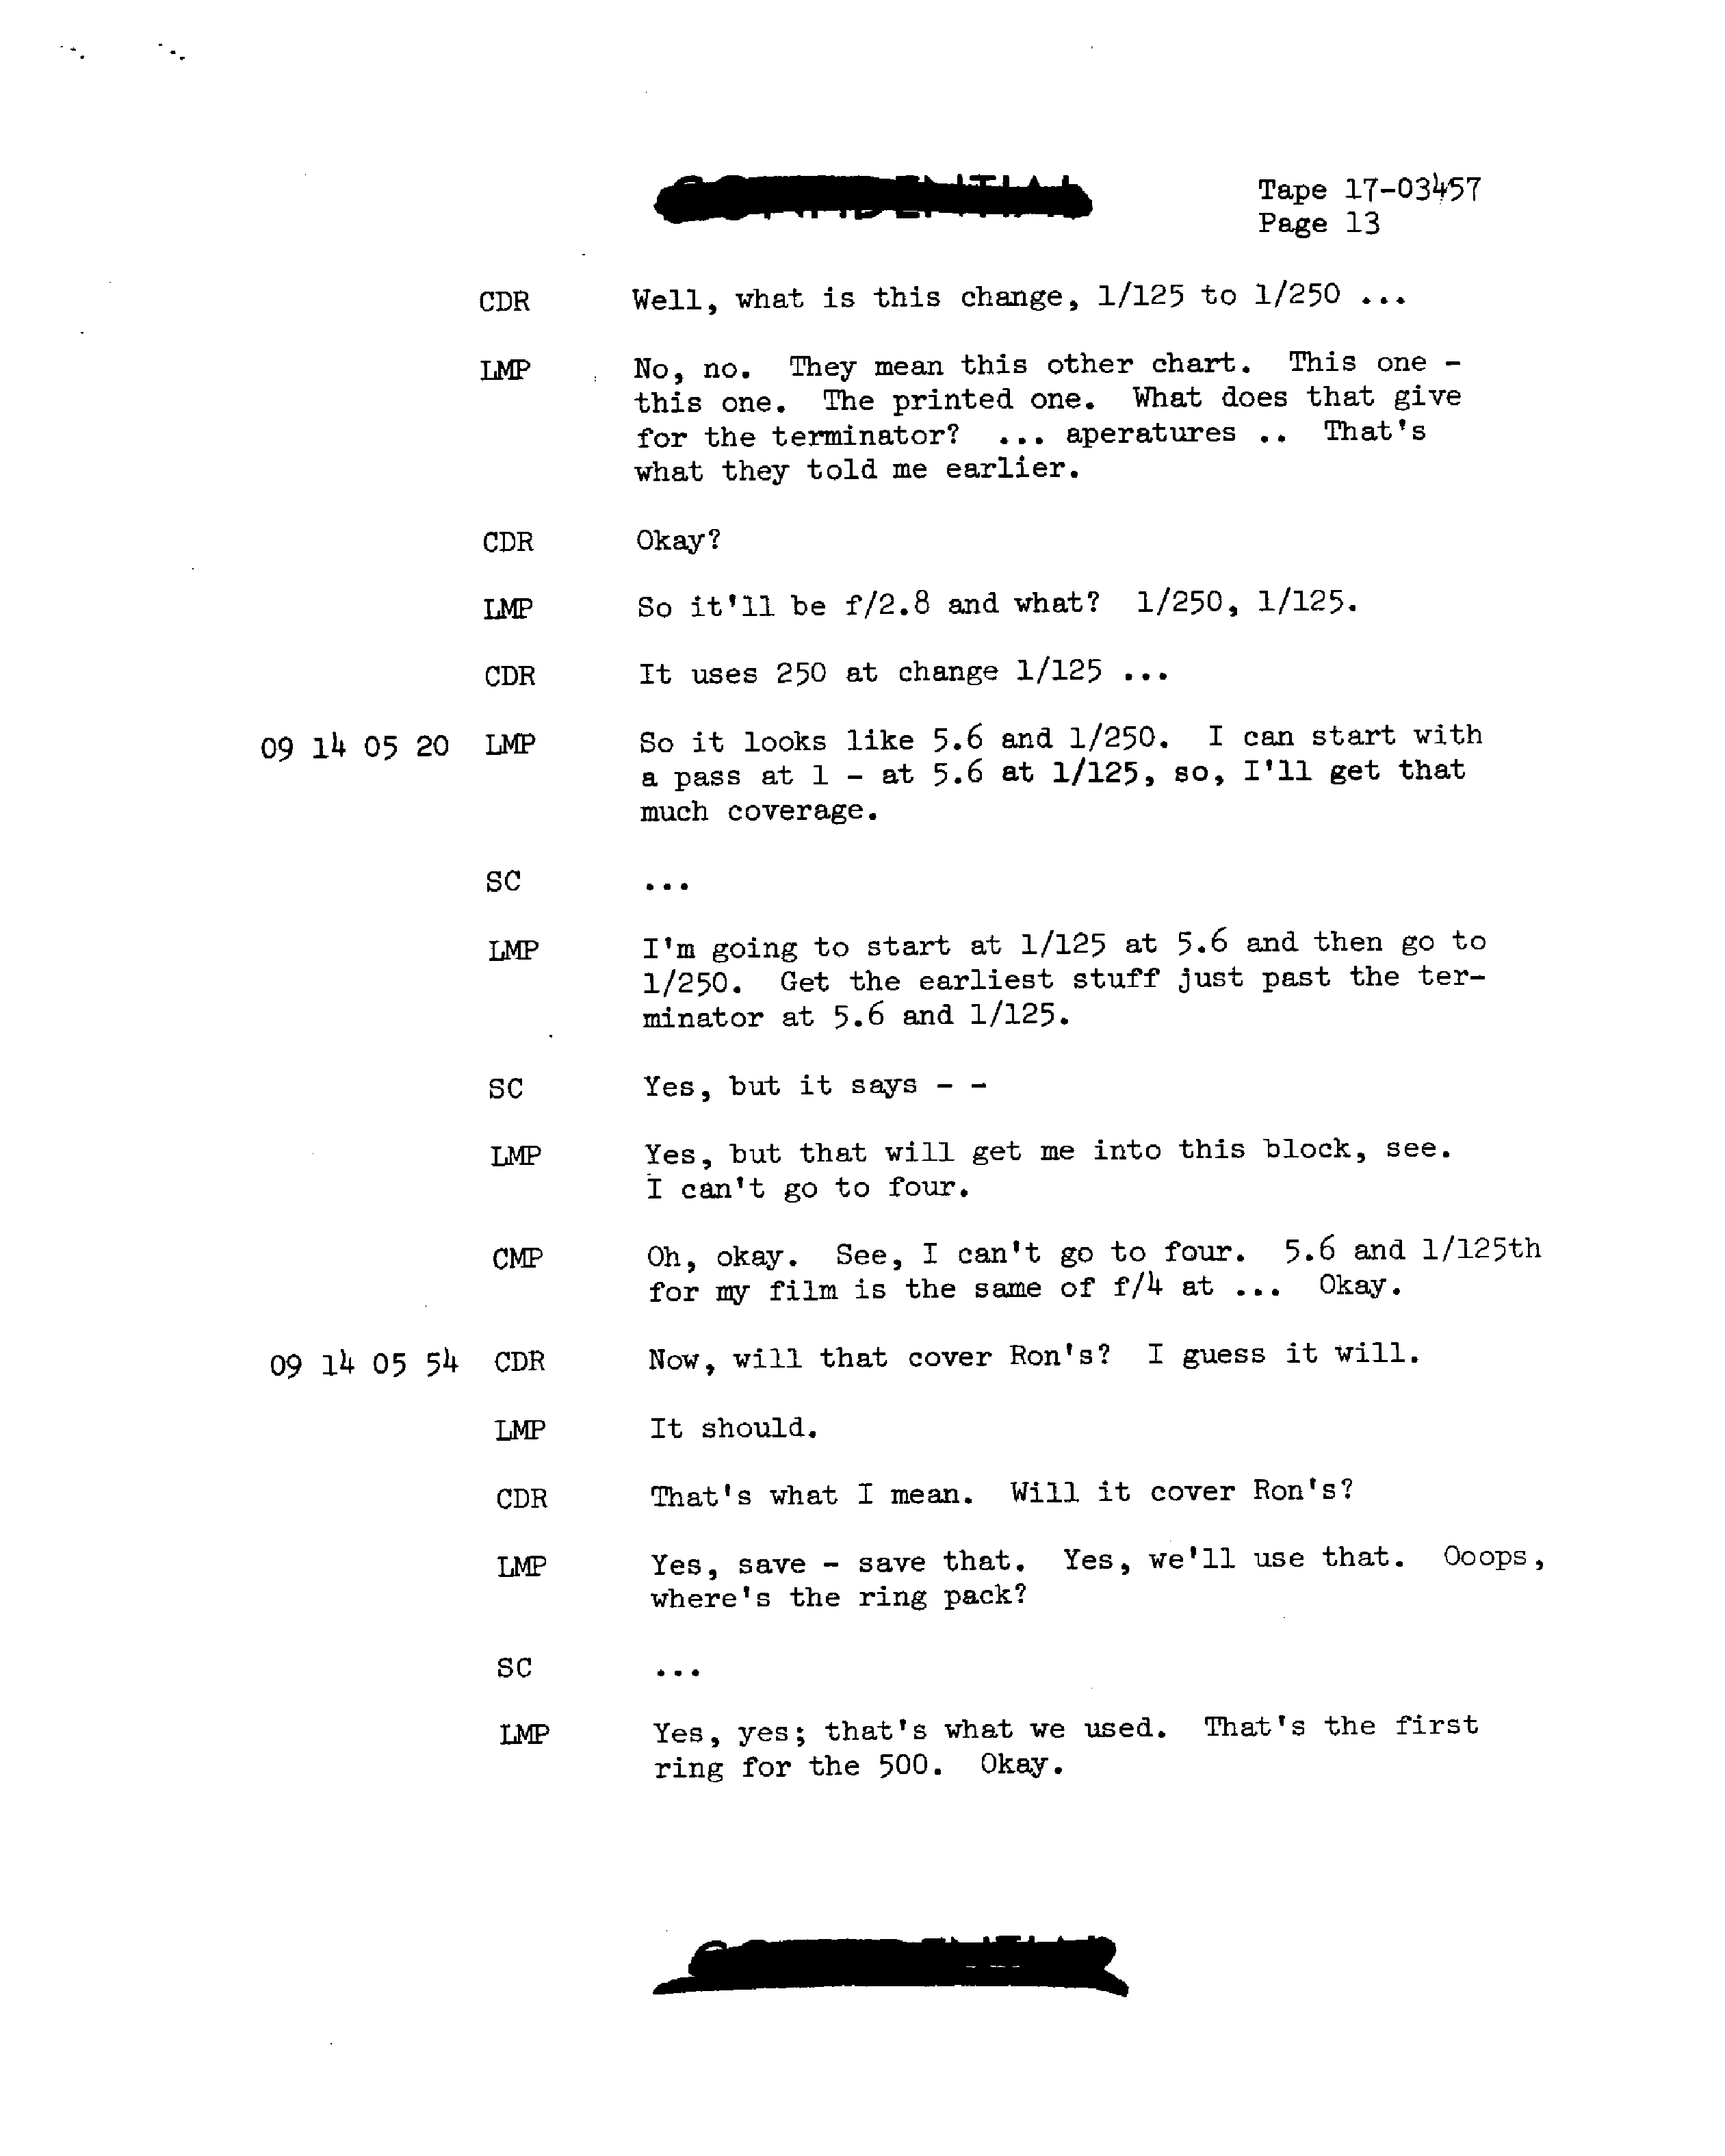 Tape 17-03457
Page 13
CDR Well, what is this change, 1/125 to 1/250 ...
LMP No, no. They mean this other chart. This one -
this one. The printed one. What does that give
for the terminator? ... aperatures .. That's
what they told me earlier.
CDR Okay?
LMP So it'll be f/2.8 and what? 1/250, 1/125.
CDR It uses 250 at change 1/125 ...
09 14 05 20 LMP So it looks like 5.6 and 1/250. I can start with
a pass at 1 - at 5.6 at 1/125, so, I'll get that
much coverage.
SC ...
LMP I'm going to start at 1/125 at 5.6 and then go to
1/250. Get the earliest stuff just past the ter-
minator at 5.6 and 1/125.
SC Yes, but it says - -
LMP Yes, but that will get me into this block, see.
I can't go to four.
CMP Oh, okay. See, I can't go to four. 5.6 and 1/125th
for my film is the same of f/4 at ... Okay.
09 14 05 54 CDR Now, will that cover Ron's? I guess it will.
LMP It should.
CDR That's what I mean. Will it cover Ron's?
LMP Yes, save - save that. Yes, we'll use that. Ooops,
where's the ring pack?
SC ...
LMP Yes, yes; that's what we used. That's the first
ring for the 500. Okay.